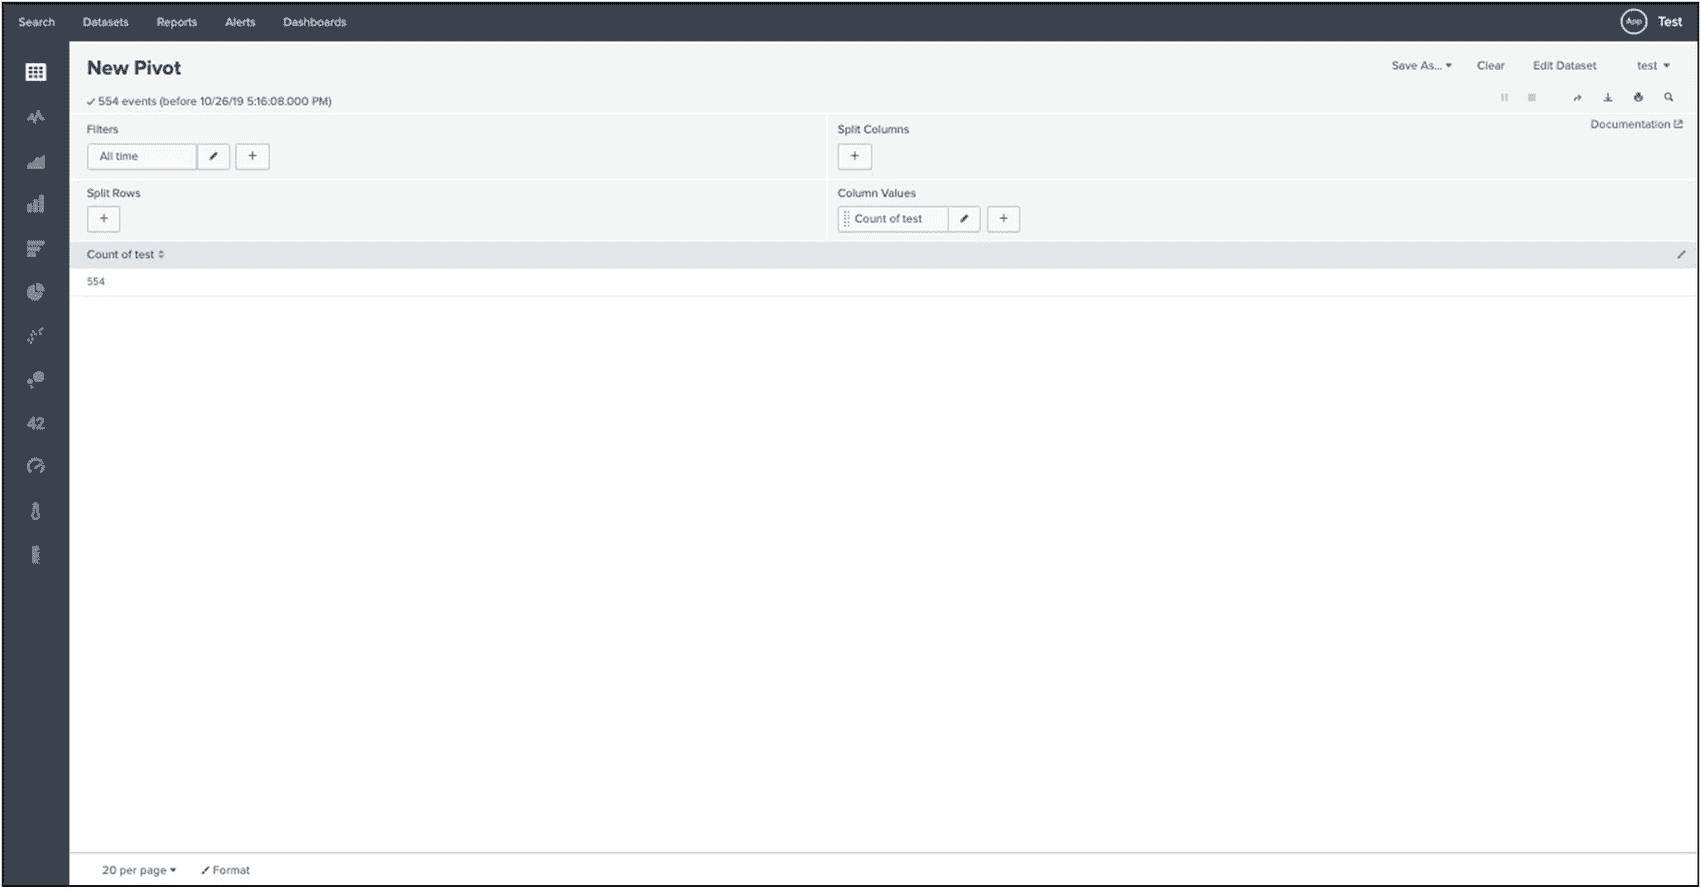 Search Datasets Reports Alerts Dashboards App Test
New Pivot Save As... Clear Edit Dataset test
554 events (before 10/26/19 5:16:08.000 PM)
Documentation
Filters Split Columns
All time + +
Split Rows Column Values
+ Count of test +
Count of test
554
42
20 per page Format